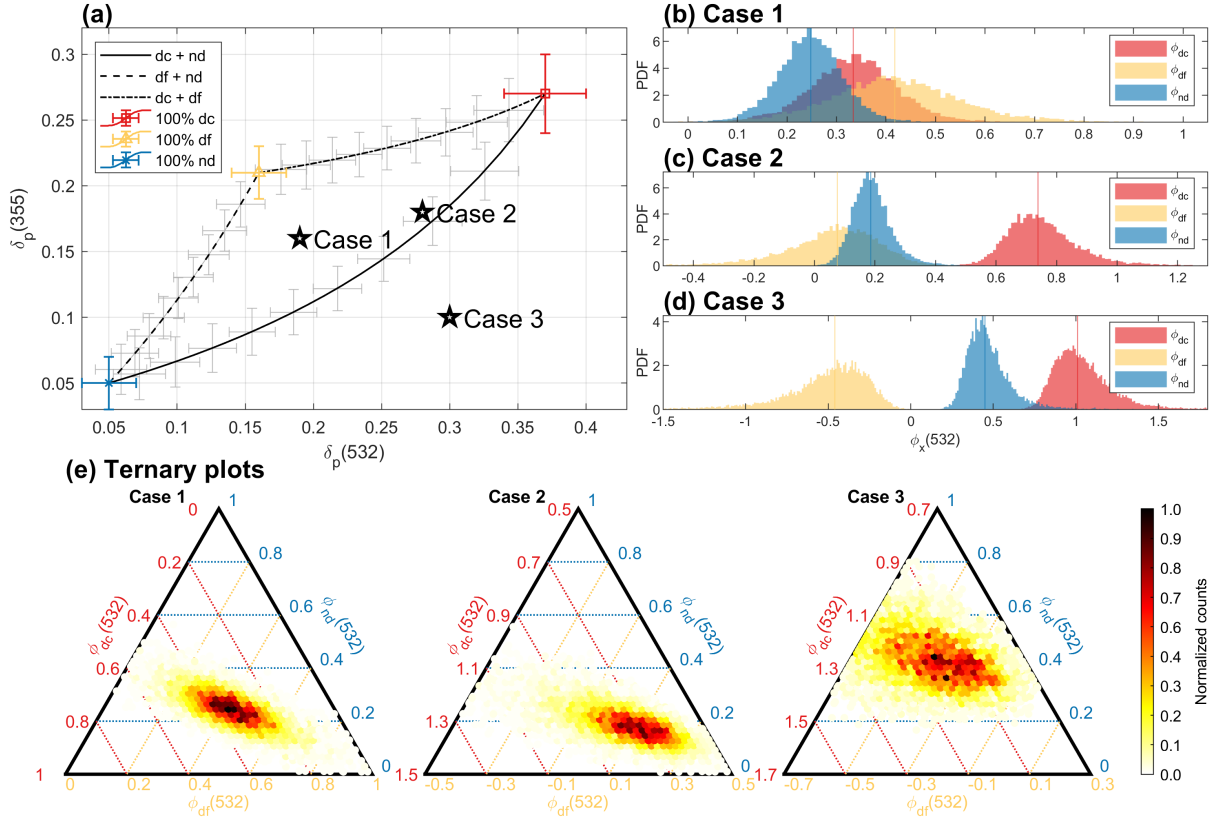 (a)
0.3
0.25
0.2
0.15
0.1
0.05
δp(355)
dc + nd
df + nd
dc + df
100% dc
100% df
100% nd
Case 1
Case 2
Case 3
0.05
0.1
0.15
0.2
0.25
0.3
0.35
0.4
δp(532)
(b) Case 1
PDF
6
4
2
0
ϕdc
ϕdf
ϕnd
0
0.1
0.2
0.3
0.4
0.5
0.6
0.7
0.8
0.9
1
(c) Case 2
PDF
6
4
2
0
ϕdc
ϕdf
ϕnd
-0.4
-0.2
0
0.2
0.4
0.6
0.8
1
1.2
(d) Case 3
PDF
4
2
0
ϕdc
ϕdf
ϕnd
-1.5
-1
-0.5
0
0.5
1
1.5
ϕx(532)
(e) Ternary plots
Case 1
0
0.2
0.4
0.6
0.8
1
ϕdc(532)
1
0.8
0.6
0.4
0.2
0
ϕnd(532)
0
0.2
0.4
0.6
0.8
1
ϕdf(532)
Case 2
0.5
0.7
0.9
1.1
1.3
1.5
ϕdc(532)
1
0.8
0.6
0.4
0.2
0
ϕnd(532)
-0.5
-0.3
-0.1
0.1
0.3
0.5
ϕdf(532)
Case 3
0.7
0.9
1.1
1.3
1.5
1.7
ϕdc(532)
1
0.8
0.6
0.4
0.2
0
ϕnd(532)
-0.7
-0.5
-0.3
-0.1
0.1
0.3
ϕdf(532)
1.0
0.9
0.8
0.7
0.6
0.5
0.4
0.3
0.2
0.1
0.0
Normalized counts